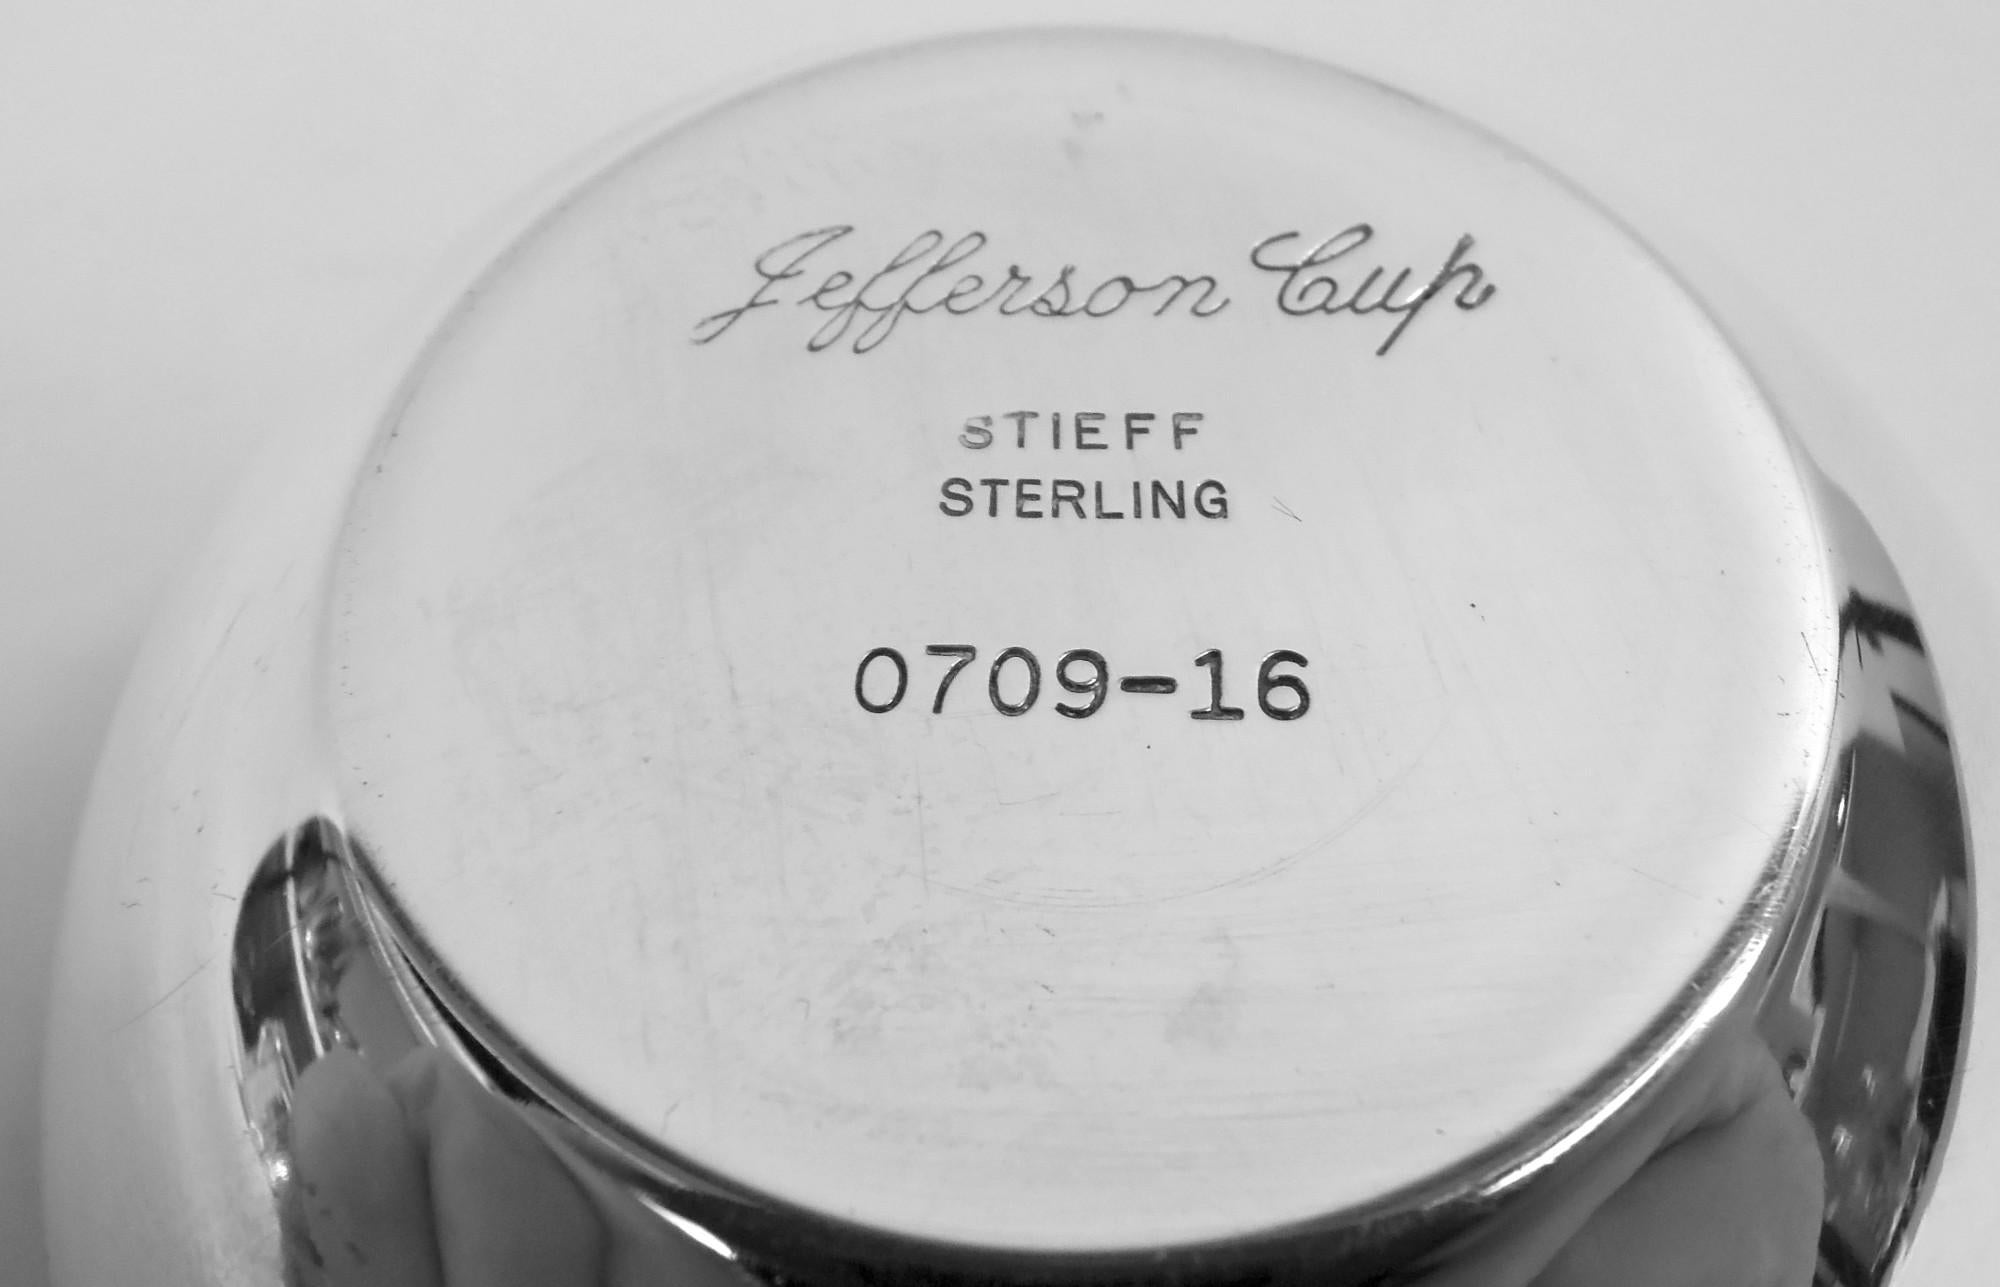 Jefferson Cup
STIEFF
STERLING
0709-16